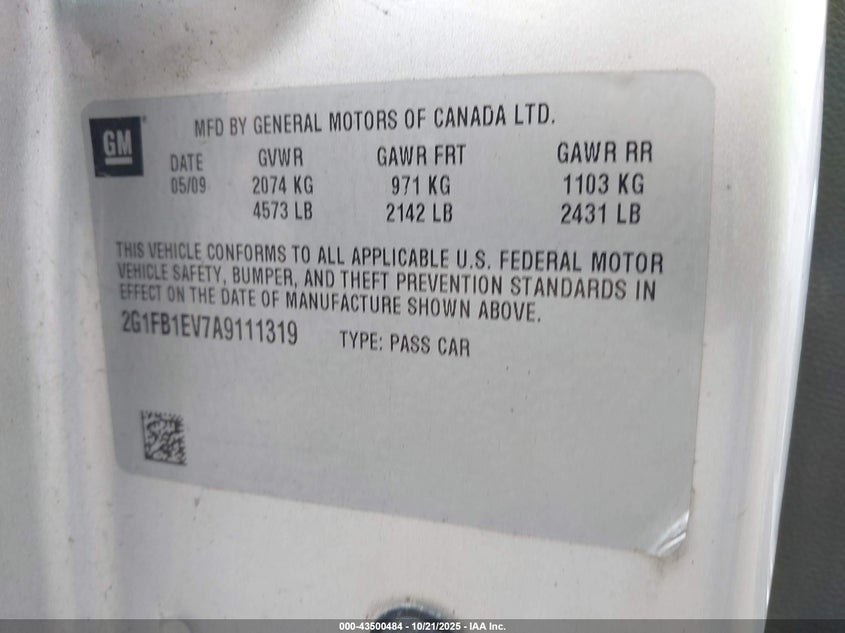 GM
MFD BY GENERAL MOTORS OF CANADA LTD.
DATE GVWR GAWR FRT GAWR RR
05/09 2074 KG 971 KG 1103 KG
4573 LB 2142 LB 2431 LB
THIS VEHICLE CONFORMS TO ALL APPLICABLE U.S. FEDERAL MOTOR
VEHICLE SAFETY, BUMPER, AND THEFT PREVENTION STANDARDS IN
EFFECT ON THE DATE OF MANUFACTURE SHOWN ABOVE.
2G1FB1EV7A9111319 TYPE: PASS CAR
000-43500484 - 10/21/2025 - IAA Inc.